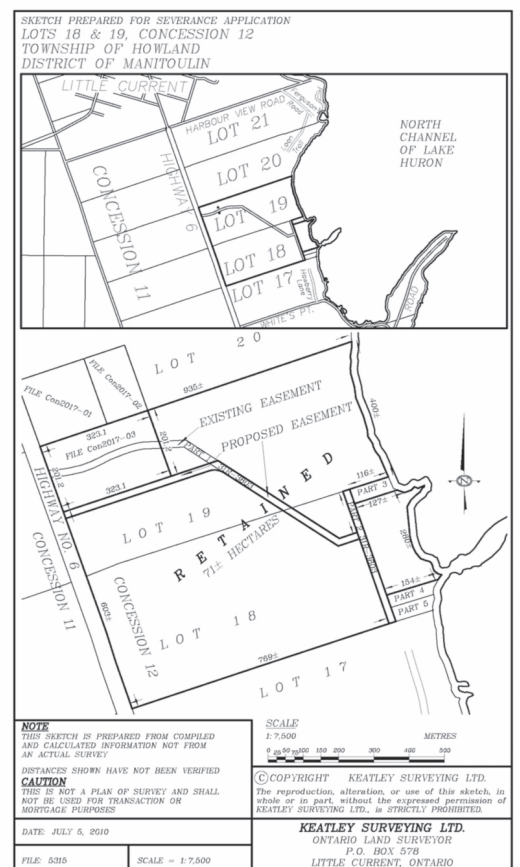 SKETCH PREPARED FOR SEVERANCE APPLICATION
LOTS 18 & 19, CONCESSION 12
TOWNSHIP OF HOWLAND
DISTRICT OF MANITOULIN
LITTLE CURRENT
HARBOUR VIEW ROAD
Ferguson Road
LOT 21
NORTH
CHANNEL
OF LAKE
HURON
HIGHWAY 6
LOT 20
CONCESSION 11
LOT 19
LOT 18
LOT 17
Hawberry
Lane
WHITE'S PT.
ROAD
LOT 20
FILE Con2017-01
FILE Con2017-02
935±
EXISTING EASEMENT
PROPOSED EASEMENT
400±
323.1
FILE Con2017-03
201.2
201.2
323.1
HIGHWAY NO. 6
LOT 19
RETAINED
71± HECTARES
116±
PART 3
127±
260±
CONCESSION 11
CONCESSION 12
603±
LOT 18
154±
PART 4
PART 5
769±
LOT 17
NOTE
THIS SKETCH IS PREPARED FROM COMPILED
AND CALCULATED INFORMATION NOT FROM
AN ACTUAL SURVEY
DISTANCES SHOWN HAVE NOT BEEN VERIFIED
CAUTION
THIS IS NOT A PLAN OF SURVEY AND SHALL
NOT BE USED FOR TRANSACTION OR
MORTGAGE PURPOSES
SCALE
1: 7,500 METRES
0 25 50 100 150 200 300 400 500
© COPYRIGHT KEATLEY SURVEYING LTD.
The reproduction, alteration, or use of this sketch, in
whole or in part, without the expressed permission of
KEATLEY SURVEYING LTD., is STRICTLY PROHIBITED.
DATE: JULY 5, 2010
KEATLEY SURVEYING LTD.
ONTARIO LAND SURVEYOR
P.O. BOX 578
LITTLE CURRENT, ONTARIO
FILE: 5315
SCALE = 1:7,500